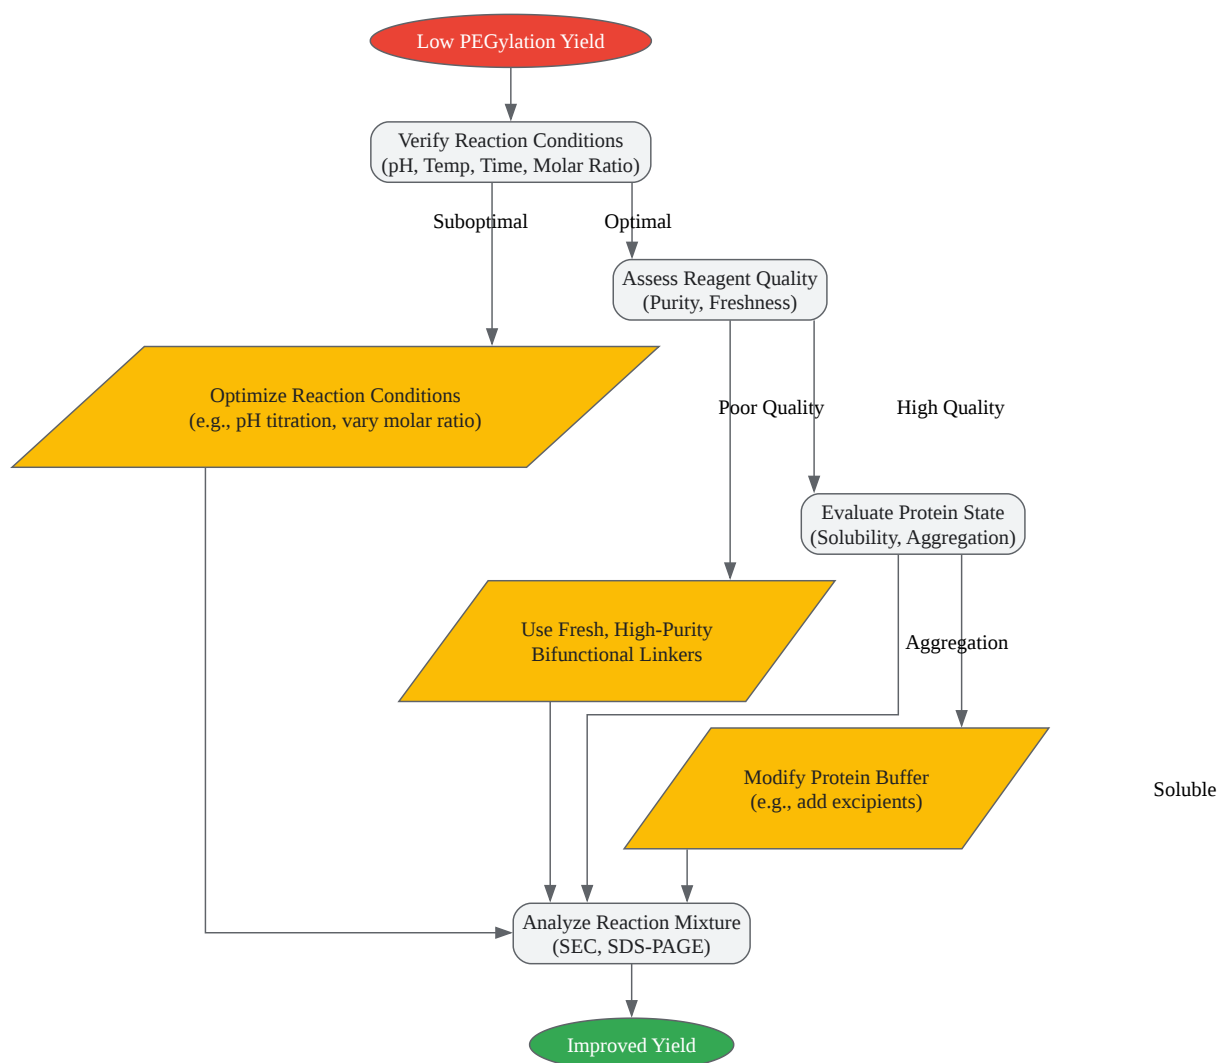 Low PEGylation Yield
Verify Reaction Conditions
(pH, Temp, Time, Molar Ratio)
Suboptimal
Optimal
Assess Reagent Quality
(Purity, Freshness)
Optimize Reaction Conditions
(e.g., pH titration, vary molar ratio)
Poor Quality
High Quality
Evaluate Protein State
(Solubility, Aggregation)
Use Fresh, High-Purity
Bifunctional Linkers
Aggregation
Modify Protein Buffer
(e.g., add excipients)
Soluble
Analyze Reaction Mixture
(SEC, SDS-PAGE)
Improved Yield